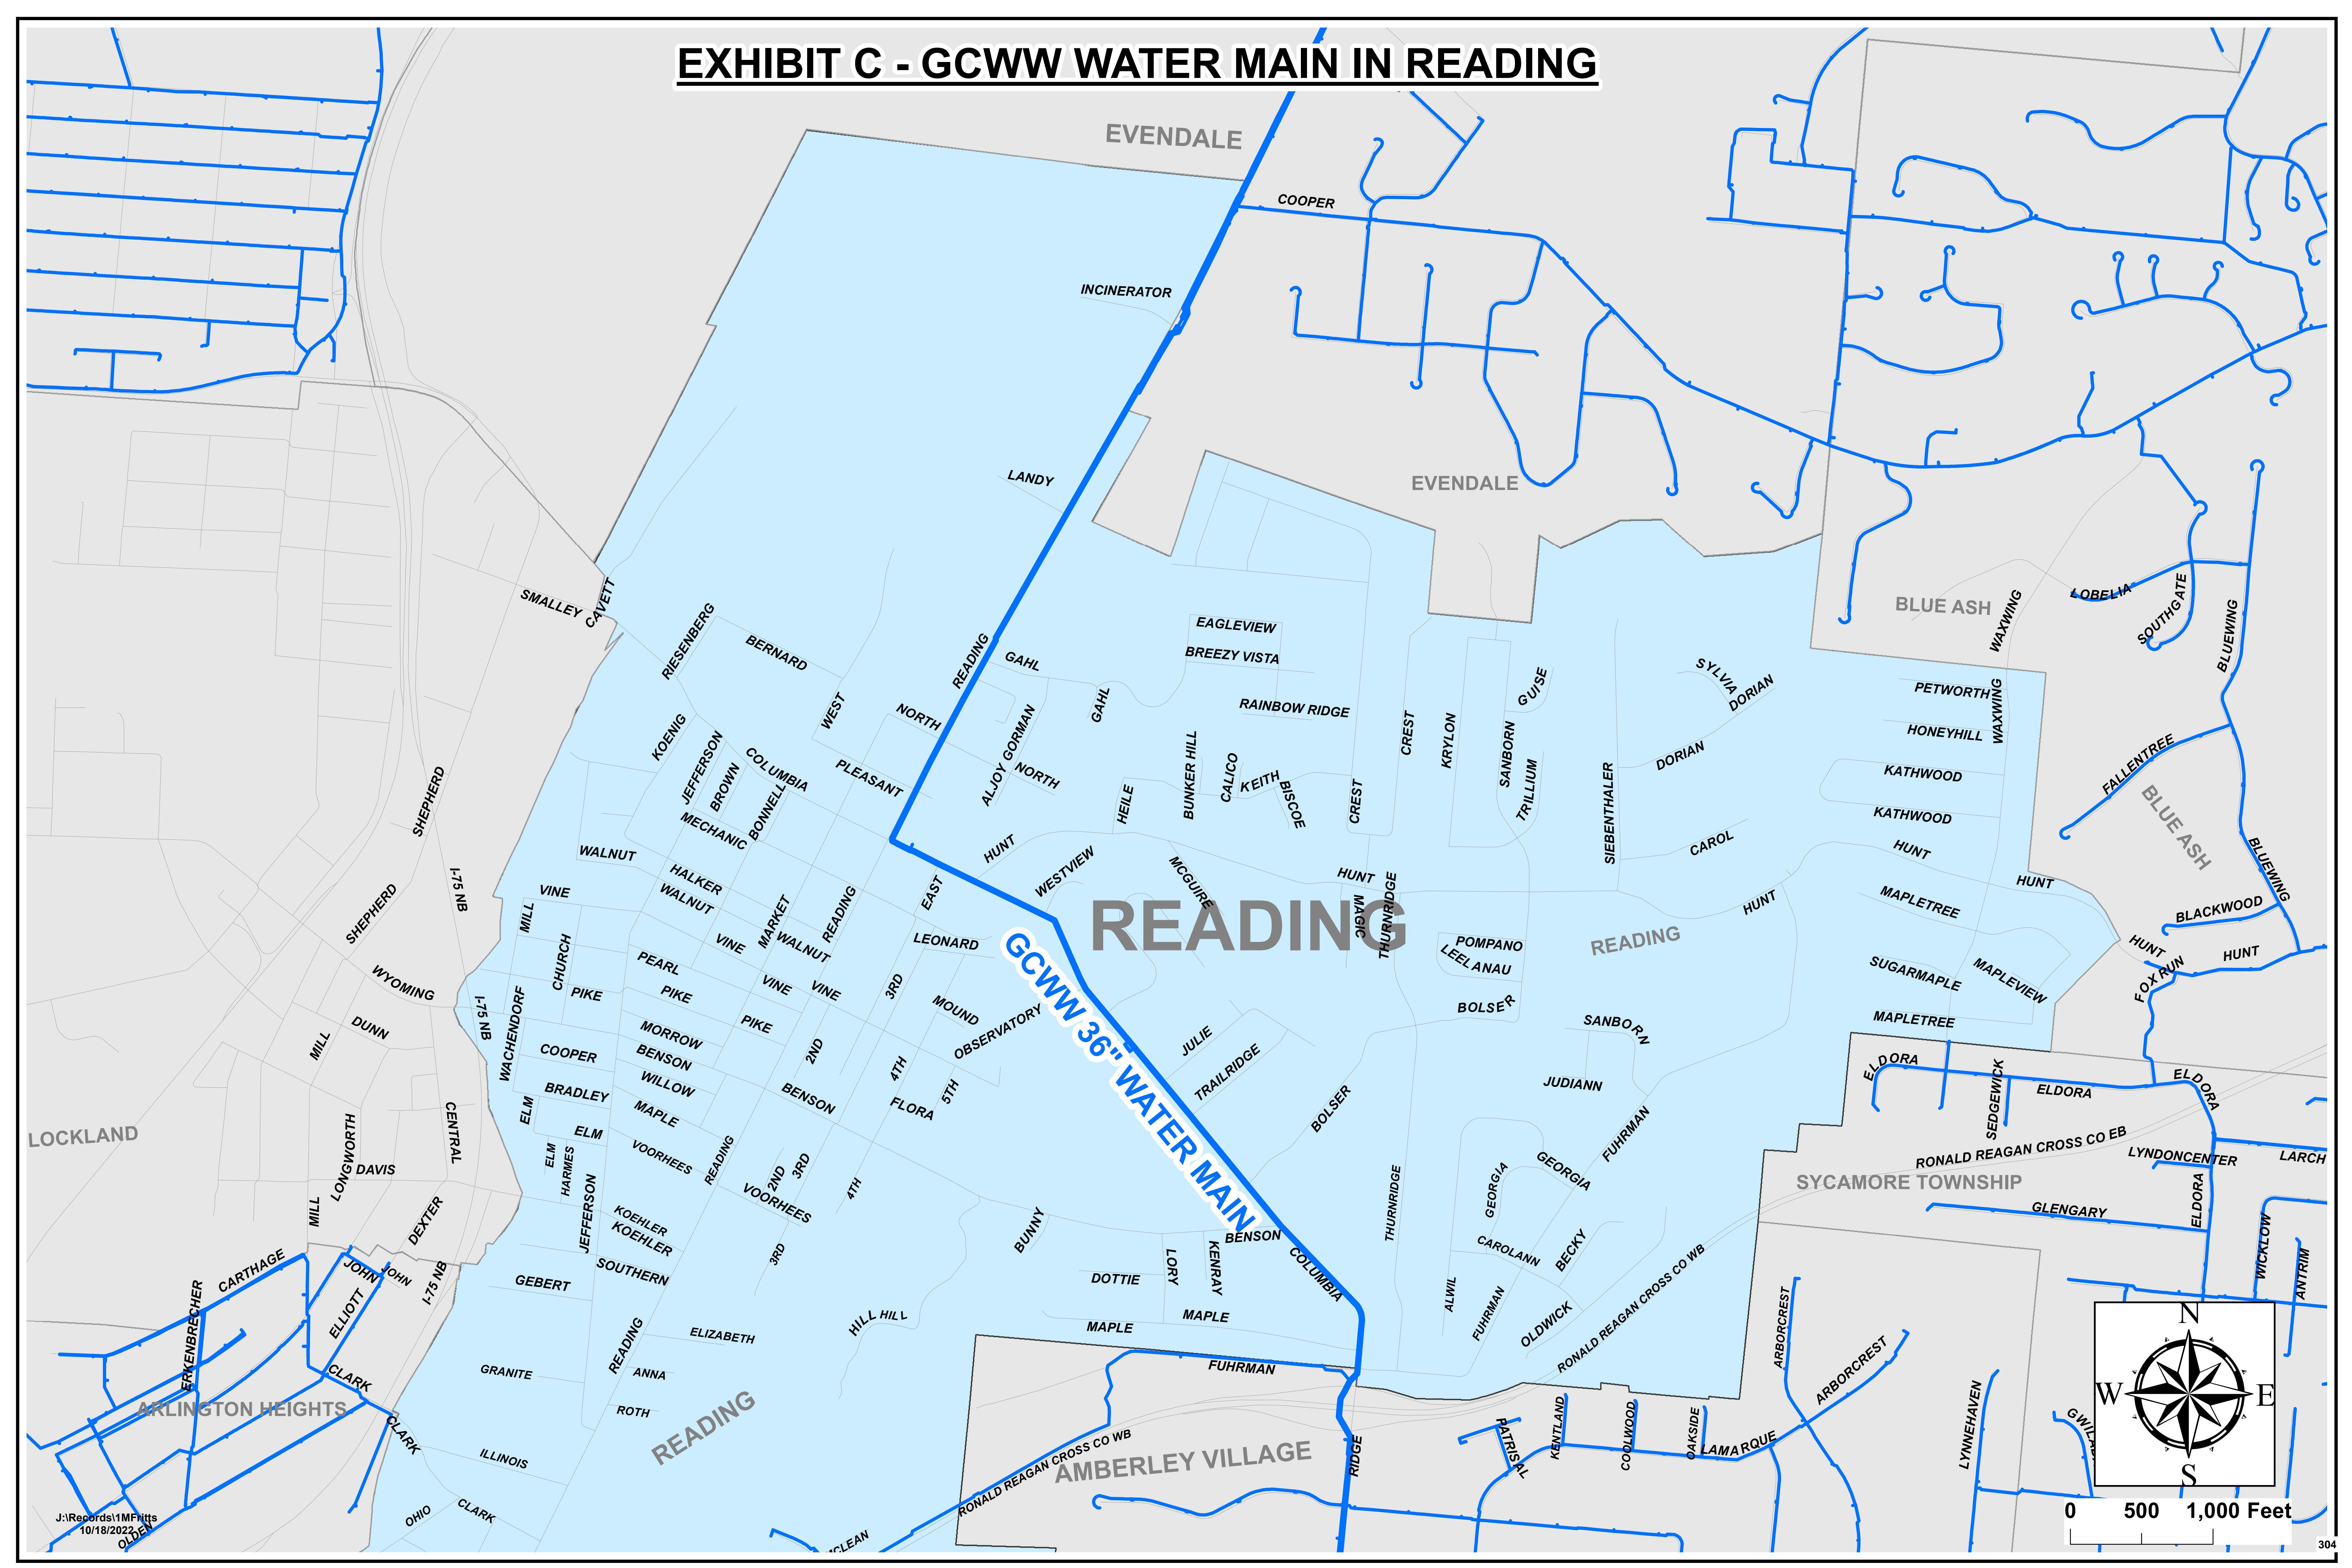 EXHIBIT C - GCWW WATER MAIN IN READING
EVENDALE
COOPER
INCINERATOR
LANDY
EVENDALE
SMALLEY
CAVETT
RIESENBERG
BERNARD
READING
GAHL
GAHL
EAGLEVIEW
BREEZY VISTA
RAINBOW RIDGE
WEST
NORTH
NORTH
ALJOY GORMAN
KOENIG
JEFFERSON
BROWN
COLUMBIA
BONNELL
MECHANIC
PLEASANT
HEILE
BUNKER HILL
CALICO
KEITH
BISCOE
CREST
CREST
KRYLON
SANBORN
GUISE
TRILLIUM
SYLVIA
DORIAN
DORIAN
SIEBENTHALER
CAROL
BLUE ASH
WAXWING
WAXWING
LOBELIA
SOUTHGATE
BLUEWING
PETWORTH
HONEYHILL
KATHWOOD
KATHWOOD
HUNT
HUNT
MAPLETREE
FALLENTREE
BLUE ASH
BLUEWING
BLACKWOOD
HUNT
HUNT
FOX RUN
SHEPHERD
SHEPHERD
I-75 NB
WALNUT
HALKER
WALNUT
VINE
MILL
CHURCH
MARKET
WALNUT
READING
VINE
EAST
LEONARD
HUNT
WESTVIEW
MCGUIRE
HUNT
MAGIC
THURNRIDGE
READING
READING
HUNT
POMPANO
LEELANAU
BOLSER
SUGARMAPLE
MAPLEVIEW
MAPLETREE
GCWW 36" WATER MAIN
WYOMING
I-75 NB
DUNN
MILL
WACHENDORF
PEARL
PIKE
PIKE
VINE
VINE
PIKE
3RD
MOUND
OBSERVATORY
MORROW
BENSON
WILLOW
COOPER
BRADLEY
MAPLE
2ND
BENSON
4TH
FLORA
5TH
JULIE
TRAILRIDGE
BOLSER
SANBORN
JUDIANN
FUHRMAN
ELDORA
ELDORA
ELDORA
SEDGEWICK
RONALD REAGAN CROSS CO EB
LYNDONCENTER
LARCH
SYCAMORE TOWNSHIP
GLENGARY
ELDORA
WICKLOW
ANTRIM
LOCKLAND
LONGWORTH
DAVIS
CENTRAL
MILL
DEXTER
ELM
ELM
ELM
HARMES
VOORHEES
JEFFERSON
READING
2ND
3RD
4TH
VOORHEES
KOEHLER
KOEHLER
3RD
SOUTHERN
GEBERT
BUNNY
BENSON
LORY
KENRAY
DOTTIE
MAPLE
MAPLE
COLUMBIA
THURNRIDGE
GEORGIA
GEORGIA
CAROLANN
BECKY
ALWIL
FUHRMAN
OLDWICK
RONALD REAGAN CROSS CO WB
CARTHAGE
ERKENBRECHER
JOHN
JOHN
ELLIOTT
I-75 NB
CLARK
CLARK
ARLINGTON HEIGHTS
READING
ELIZABETH
HILL
HILL
GRANITE
ANNA
ROTH
READING
ILLINOIS
OHIO
CLARK
OLDEN
FUHRMAN
RONALD REAGAN CROSS CO WB
AMBERLEY VILLAGE
RIDGE
PATRISAL
KENTLAND
COOLWOOD
OAKSIDE
LAMARQUE
ARBORCREST
ARBORCREST
LYNNEHAVEN
N
W
E
S
0 500 1,000 Feet
J:\Records\1MFritts
10/18/2022
304